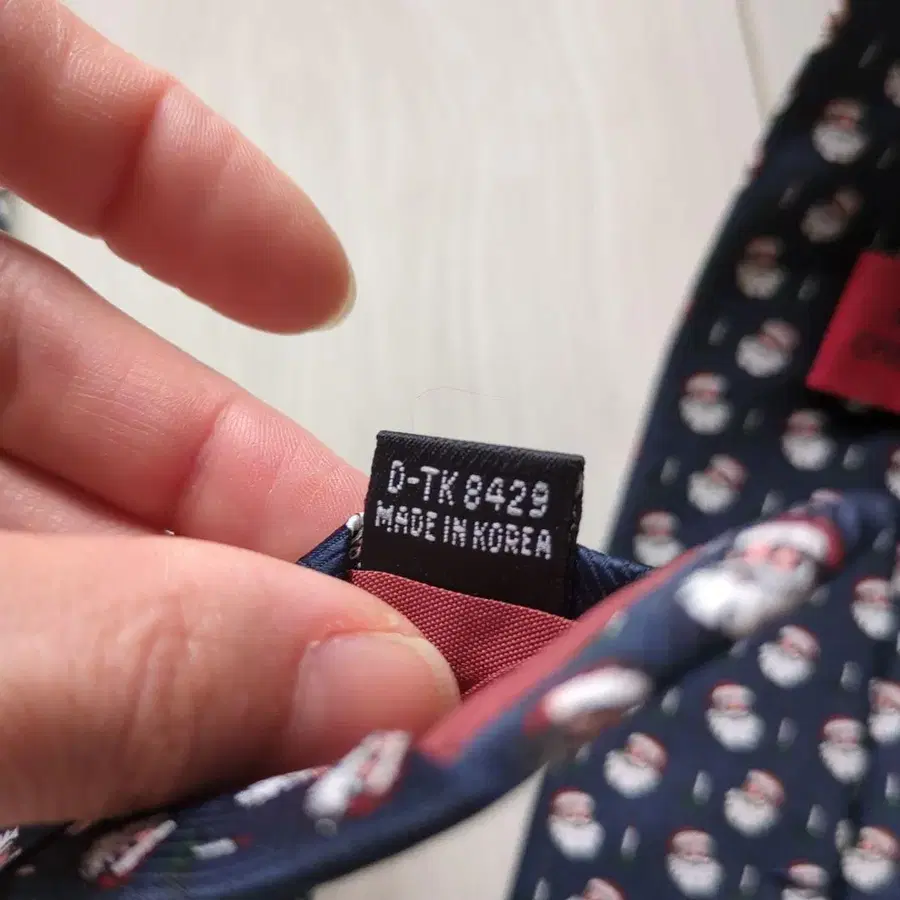 D-TK 8429
MADE IN KOREA